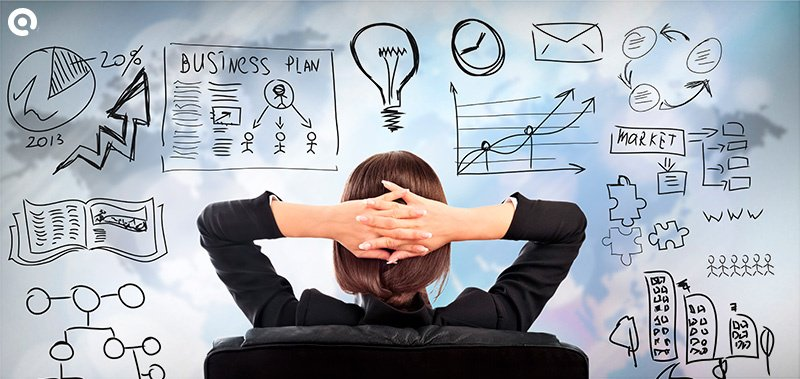 20%
2013
BUSINESS PLAN
MARKET
WWW